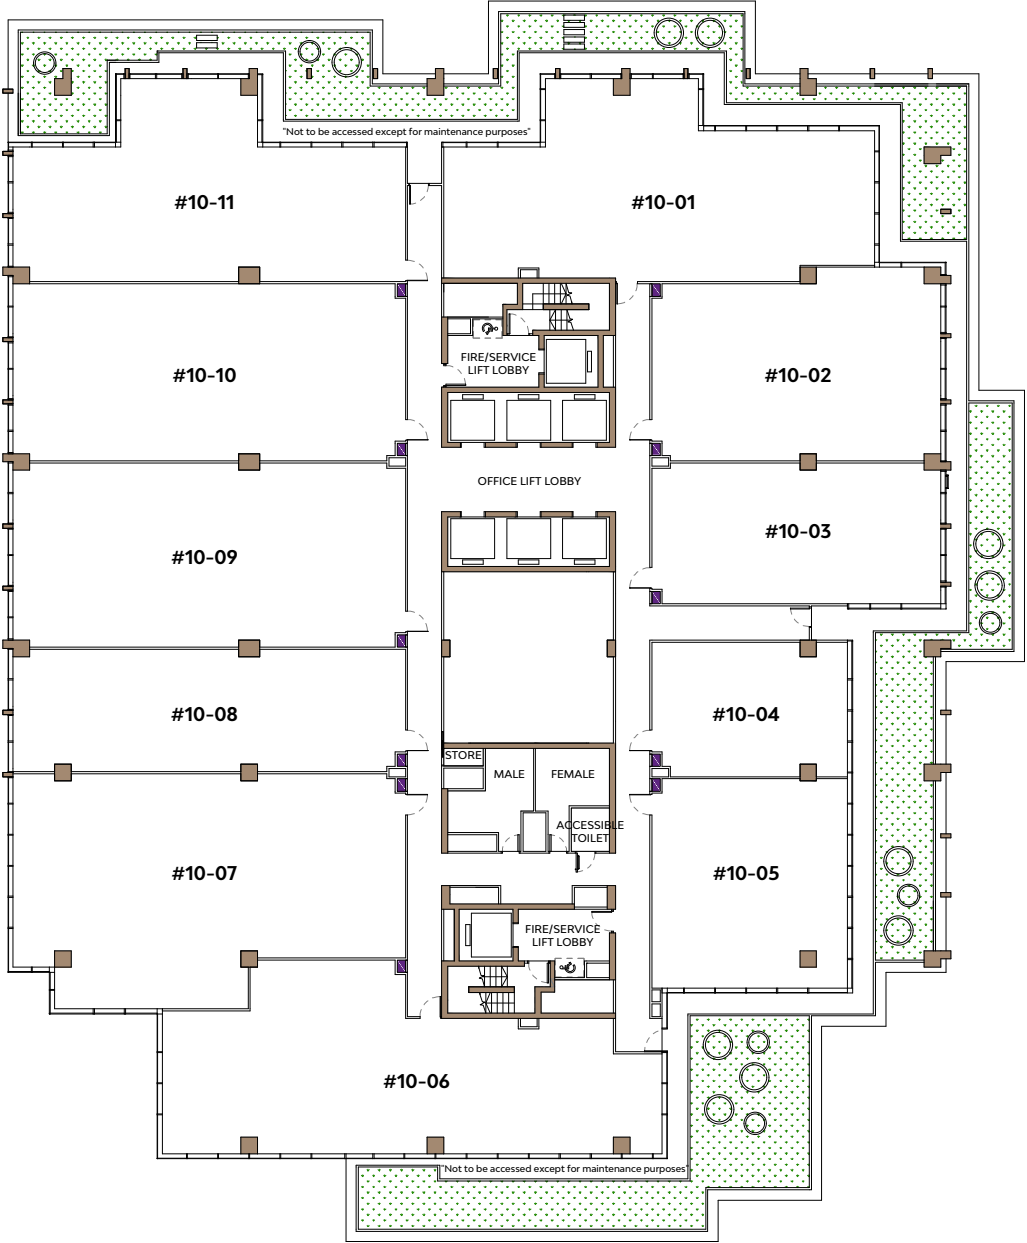 "Not to be accessed except for maintenance purposes"
#10-11
#10-01
FIRE/SERVICE
LIFT LOBBY
#10-10
#10-02
OFFICE LIFT LOBBY
#10-09
#10-03
#10-08
#10-04
STORE
MALE
FEMALE
ACCESSIBLE
TOILET
#10-07
#10-05
FIRE/SERVICE
LIFT LOBBY
#10-06
"Not to be accessed except for maintenance purposes"